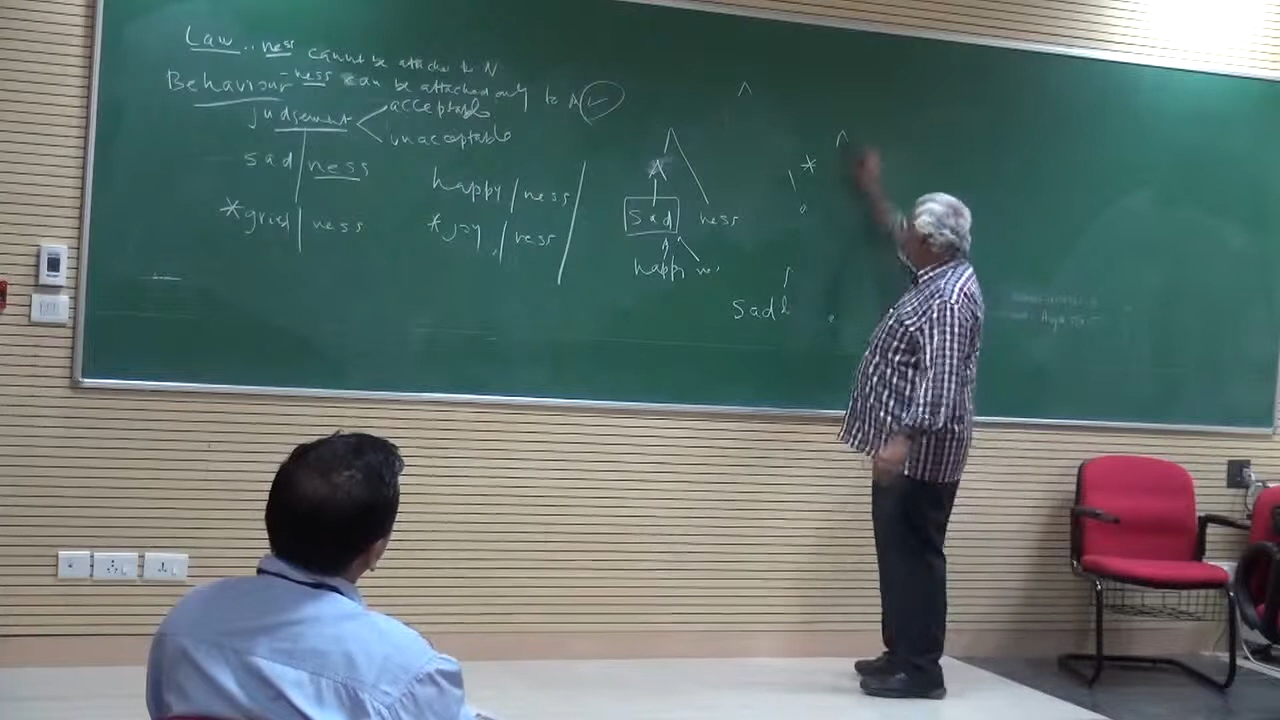 Law .. ness cannot be attache to N
Behaviour -ness can be attached only to A
judgement acceptable
unacceptable
sad | ness
happy / ness
*grief | ness
*joy / ness
A
*
sad ness
happy
sad